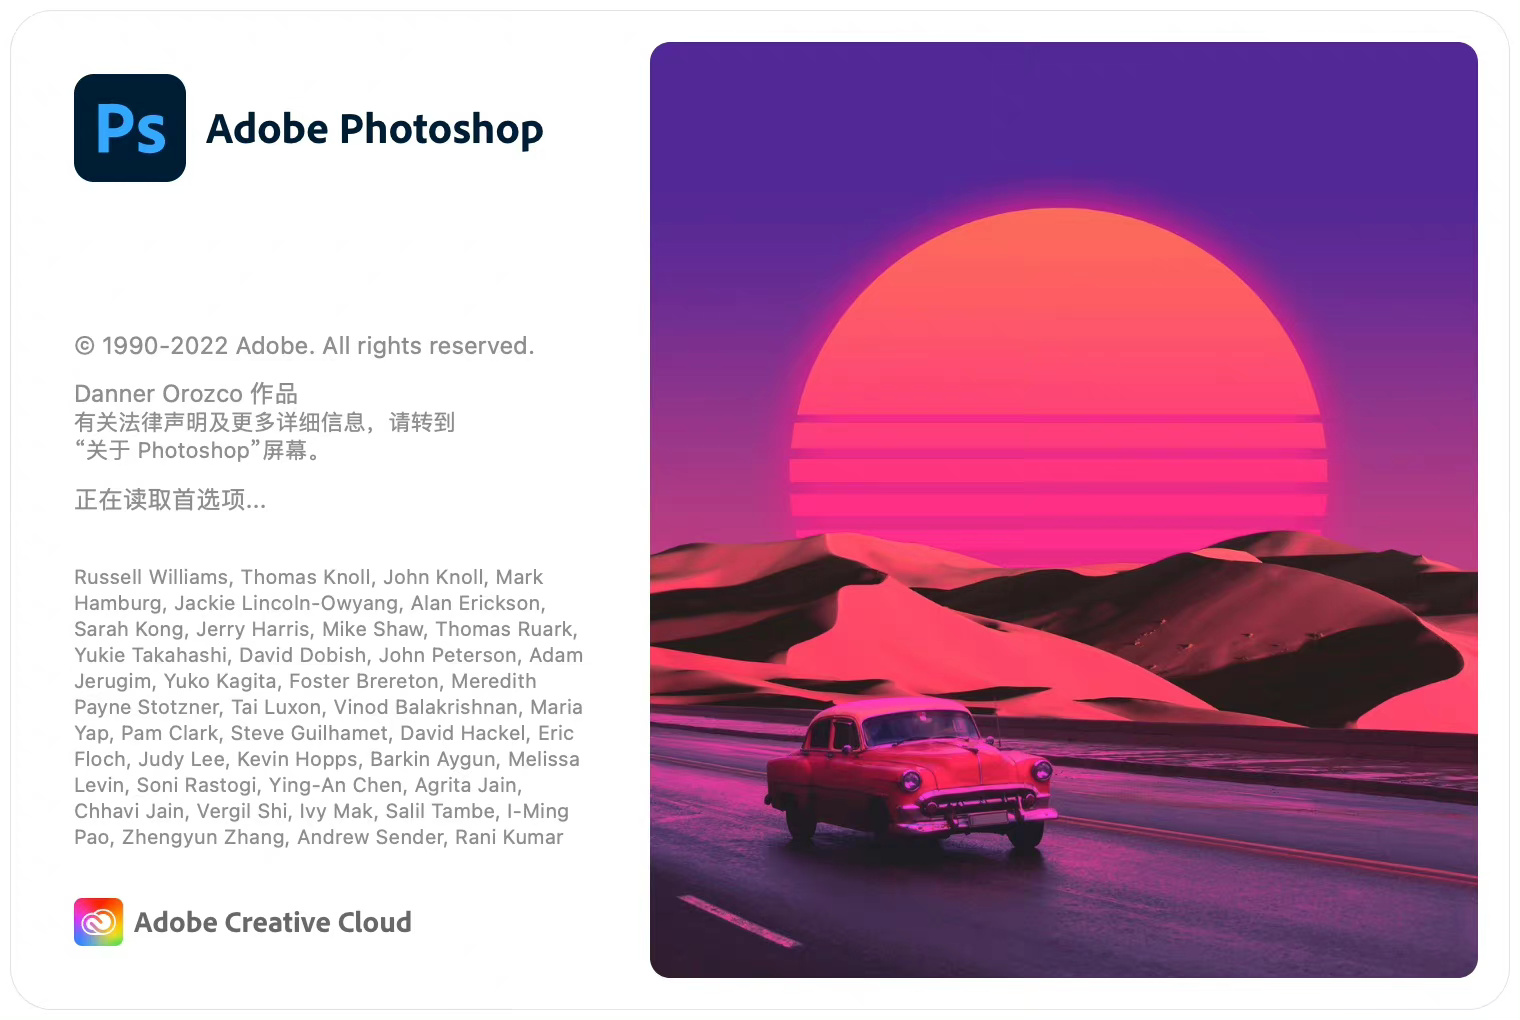 Ps
Adobe Photoshop
© 1990-2022 Adobe. All rights reserved.
Danner Orozco 作品
有关法律声明及更多详细信息，请转到
“关于 Photoshop”屏幕。
正在读取首选项...
Russell Williams, Thomas Knoll, John Knoll, Mark
Hamburg, Jackie Lincoln-Owyang, Alan Erickson,
Sarah Kong, Jerry Harris, Mike Shaw, Thomas Ruark,
Yukie Takahashi, David Dobish, John Peterson, Adam
Jerugim, Yuko Kagita, Foster Brereton, Meredith
Payne Stotzner, Tai Luxon, Vinod Balakrishnan, Maria
Yap, Pam Clark, Steve Guilhamet, David Hackel, Eric
Floch, Judy Lee, Kevin Hopps, Barkin Aygun, Melissa
Levin, Soni Rastogi, Ying-An Chen, Agrita Jain,
Chhavi Jain, Vergil Shi, Ivy Mak, Salil Tambe, I-Ming
Pao, Zhengyun Zhang, Andrew Sender, Rani Kumar
Adobe Creative Cloud